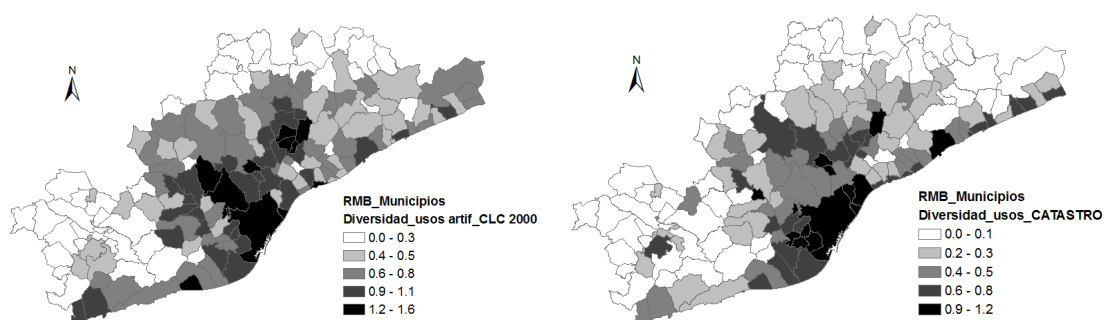 N
RMB_Municipios
Diversidad_usos artif_CLC 2000
0.0 - 0.3
0.4 - 0.5
0.6 - 0.8
0.9 - 1.1
1.2 - 1.6
N
RMB_Municipios
Diversidad_usos_CATASTRO
0.0 - 0.1
0.2 - 0.3
0.4 - 0.5
0.6 - 0.8
0.9 - 1.2